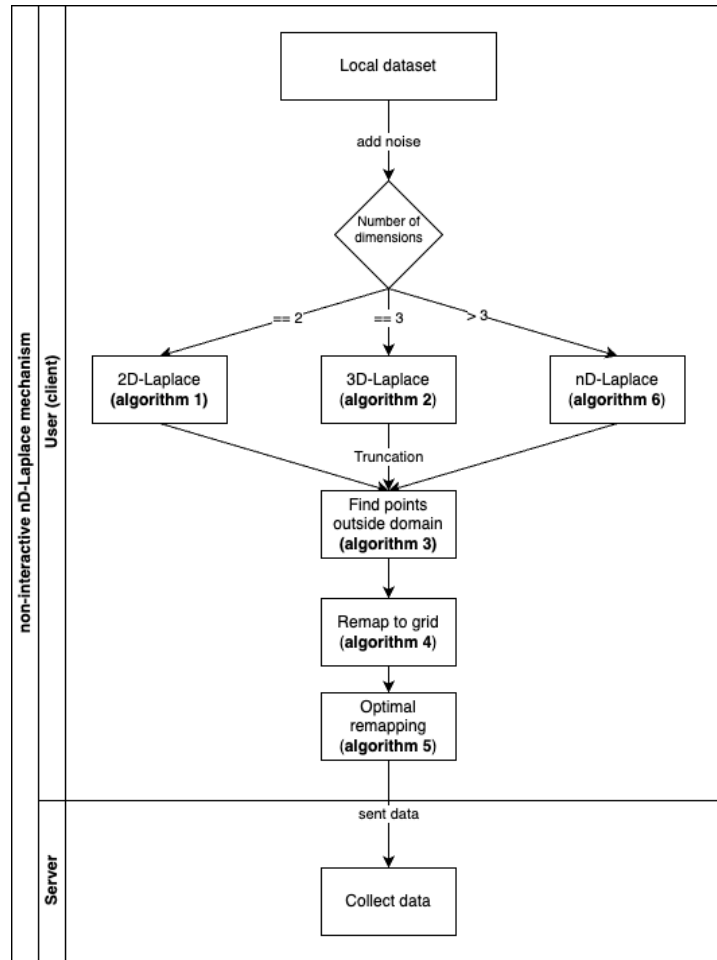 non-interactive nD-Laplace mechanism
User (client)
Local dataset
add noise
Number of
dimensions
== 2
== 3
> 3
2D-Laplace
(algorithm 1)
3D-Laplace
(algorithm 2)
nD-Laplace
(algorithm 6)
Truncation
Find points
outside domain
(algorithm 3)
Remap to grid
(algorithm 4)
Optimal
remapping
(algorithm 5)
Server
sent data
Collect data